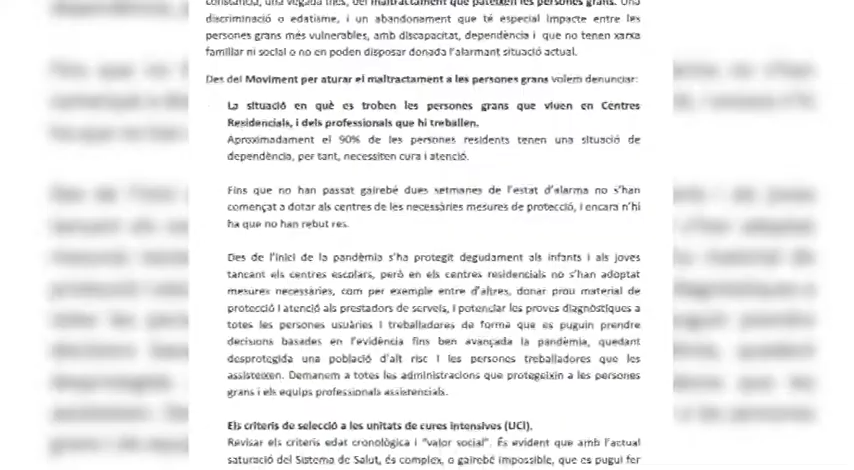 constància, una vegada més, del maltractament que pateixen les persones grans. Una
discriminació o edatisme, i un abandonament que té especial impacte entre les
persones grans més vulnerables, amb discapacitat, dependència i que no tenen xarxa
familiar ni social o no en poden disposar donada l'alarmant situació actual.
Des del Moviment per aturar el maltractament a les persones grans volem denunciar:
La situació en què es troben les persones grans que viuen en Centres
Residencials, i dels professionals que hi treballen.
Aproximadament el 90% de les persones residents tenen una situació de
dependència, per tant, necessiten cura i atenció.
Fins que no han passat gairebé dues setmanes de l'estat d'alarma no s'han
començat a dotar als centres de les necessàries mesures de protecció, i encara n'hi
ha que no han rebut res.
Des de l'inici de la pandèmia s'ha protegit degudament als infants i als joves
tancant els centres escolars, però en els centres residencials no s'han adoptat
mesures necessàries, com per exemple entre d'altres, donar prou material de
protecció i atenció als prestadors de serveis, i potenciar les proves diagnòstiques a
totes les persones usuàries i treballadores de forma que es puguin prendre
decisions basades en l'evidència fins ben avançada la pandèmia, quedant
desprotegida una població d'alt risc i les persones treballadores que les
assisteixen. Demanem a totes les administracions que protegeixin a les persones
grans i els equips professionals assistencials.
Els criteris de selecció a les unitats de cures intensives (UCI).
Revisar els criteris edat cronològica i "valor social". És evident que amb l'actual
saturació del Sistema de Salut, és complex, o gairebé impossible, que es pugui fer